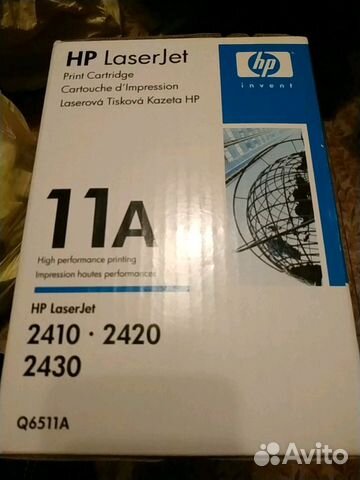 HP LaserJet
Print Cartridge
Cartouche d'Impression
Laserová Tisková Kazeta HP
hp
invent
11A
High performance printing
Impression hautes performances
HP LaserJet
2410 · 2420
2430
Q6511A
Avito